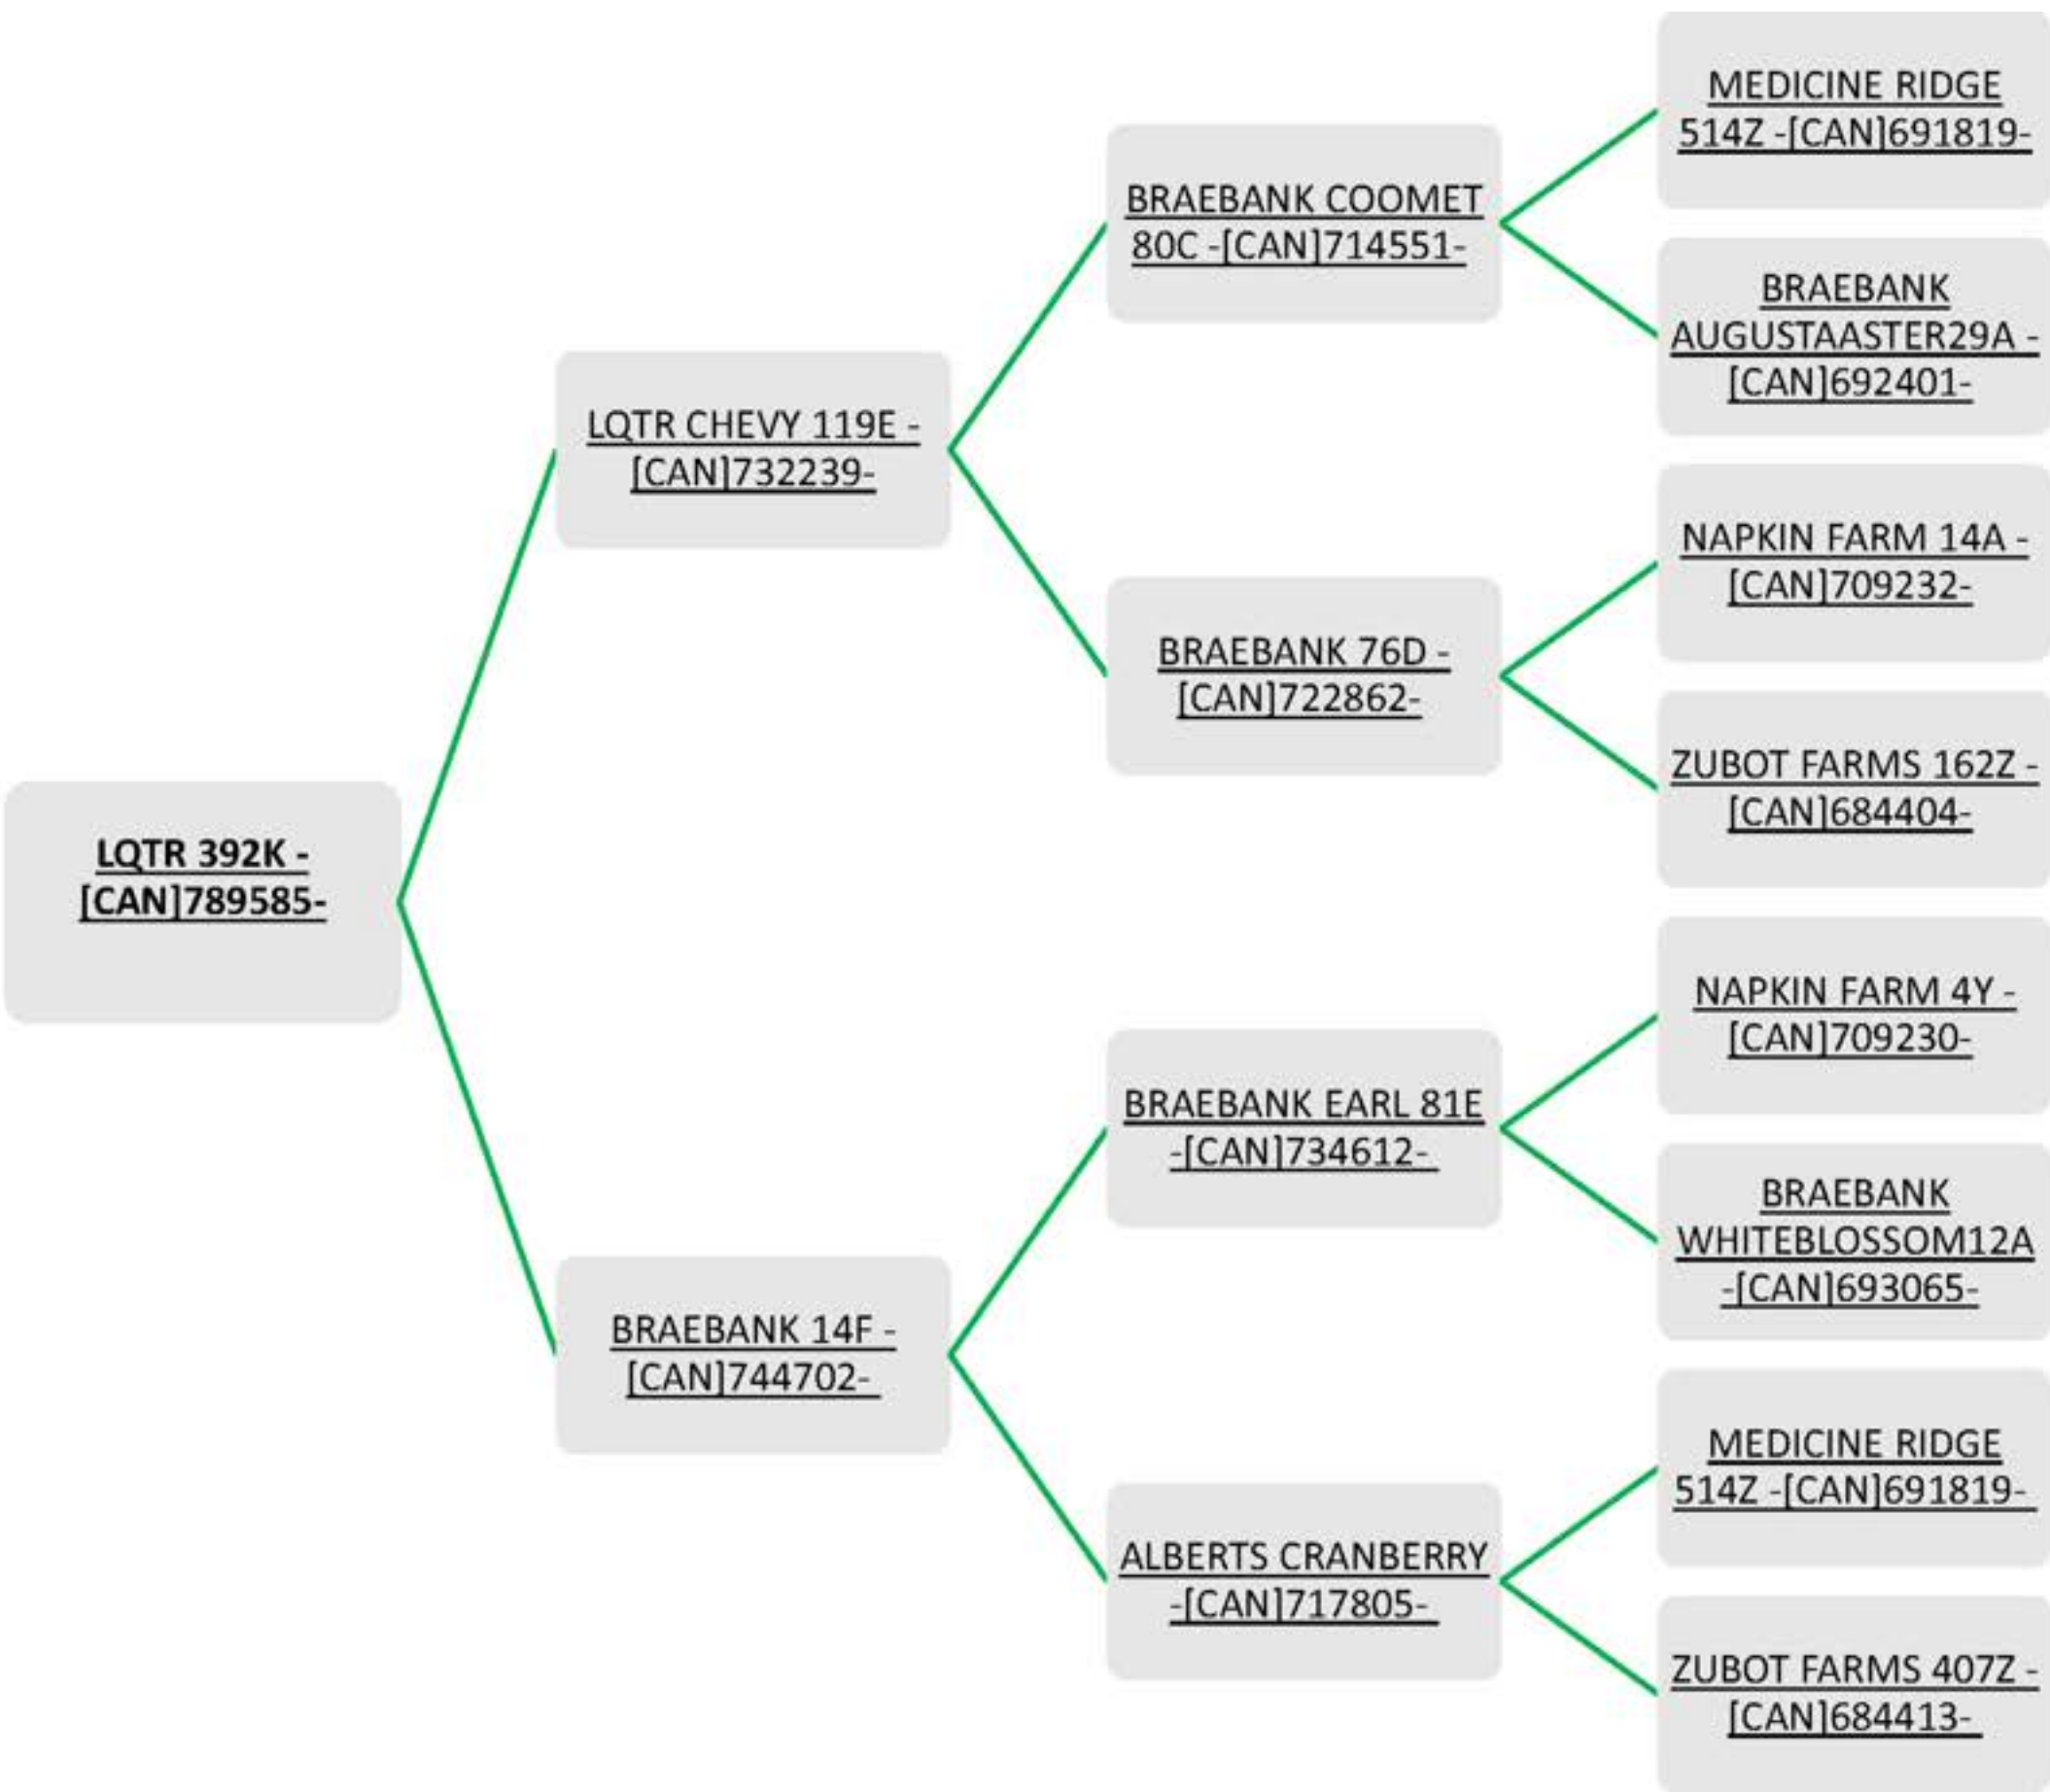 MEDICINE RIDGE
514Z -[CAN]691819-
BRAEBANK COOMET
80C -[CAN]714551-
BRAEBANK
AUGUSTAASTER29A -
[CAN]692401-
LQTR CHEVY 119E -
[CAN]732239-
NAPKIN FARM 14A -
[CAN]709232-
BRAEBANK 76D -
[CAN]722862-
ZUBOT FARMS 162Z -
[CAN]684404-
LQTR 392K -
[CAN]789585-
NAPKIN FARM 4Y -
[CAN]709230-
BRAEBANK EARL 81E
-[CAN]734612-
BRAEBANK
WHITEBLOSSOM12A
-[CAN]693065-
BRAEBANK 14F -
[CAN]744702-
MEDICINE RIDGE
514Z -[CAN]691819-
ALBERTS CRANBERRY
-[CAN]717805-
ZUBOT FARMS 407Z -
[CAN]684413-